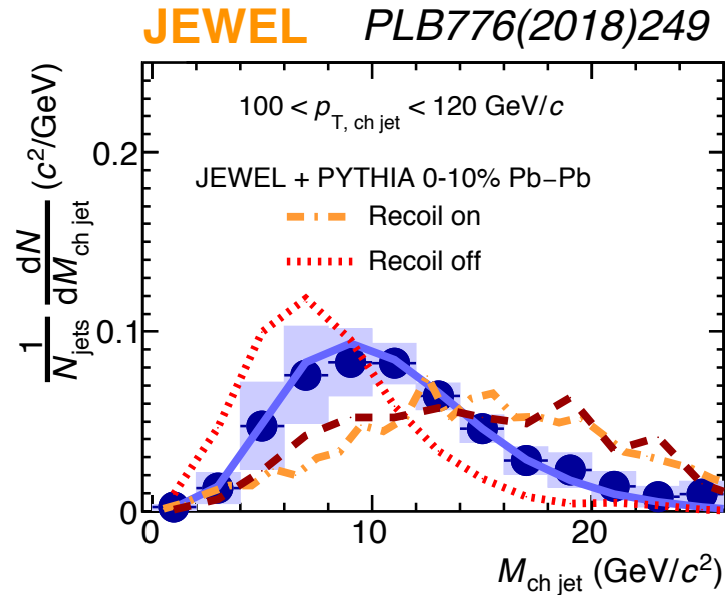 JEWEL PLB776(2018)249
100 < p_T, ch jet < 120 GeV/c
JEWEL + PYTHIA 0-10% Pb−Pb
Recoil on
Recoil off
1/N_jets dN/dM_ch jet (c²/GeV)
0.2
0.1
0
0 10 20
M_ch jet (GeV/c²)